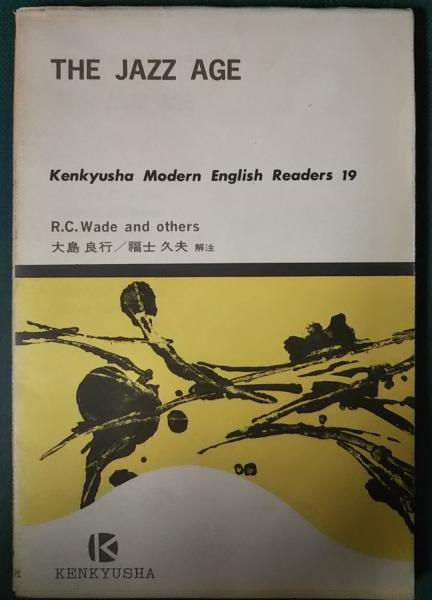 THE JAZZ AGE
Kenkyusha Modern English Readers 19
R.C.Wade and others
大島 良行／福士 久夫 解注
KENKYUSHA
社